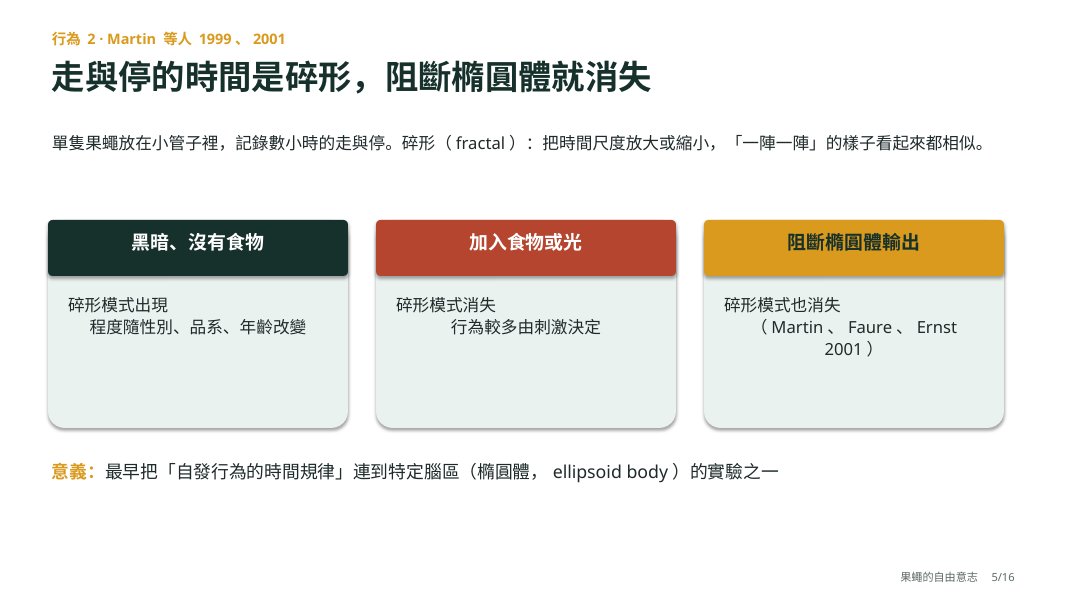 行為 2 · Martin 等人 1999、 2001
走與停的時間是碎形，阻斷橢圓體就消失
單隻果蠅放在小管子裡，記錄數小時的走與停。碎形（ fractal ）：把時間尺度放大或縮小，「一陣一陣」的樣子看起來都相似。
黑暗、沒有食物
碎形模式出現
程度隨性別、品系、年齡改變
加入食物或光
碎形模式消失
行為較多由刺激決定
阻斷橢圓體輸出
碎形模式也消失
（ Martin 、 Faure 、 Ernst
2001 ）
意義：最早把「自發行為的時間規律」連到特定腦區（橢圓體， ellipsoid body ）的實驗之一
果蠅的自由意志 5/16